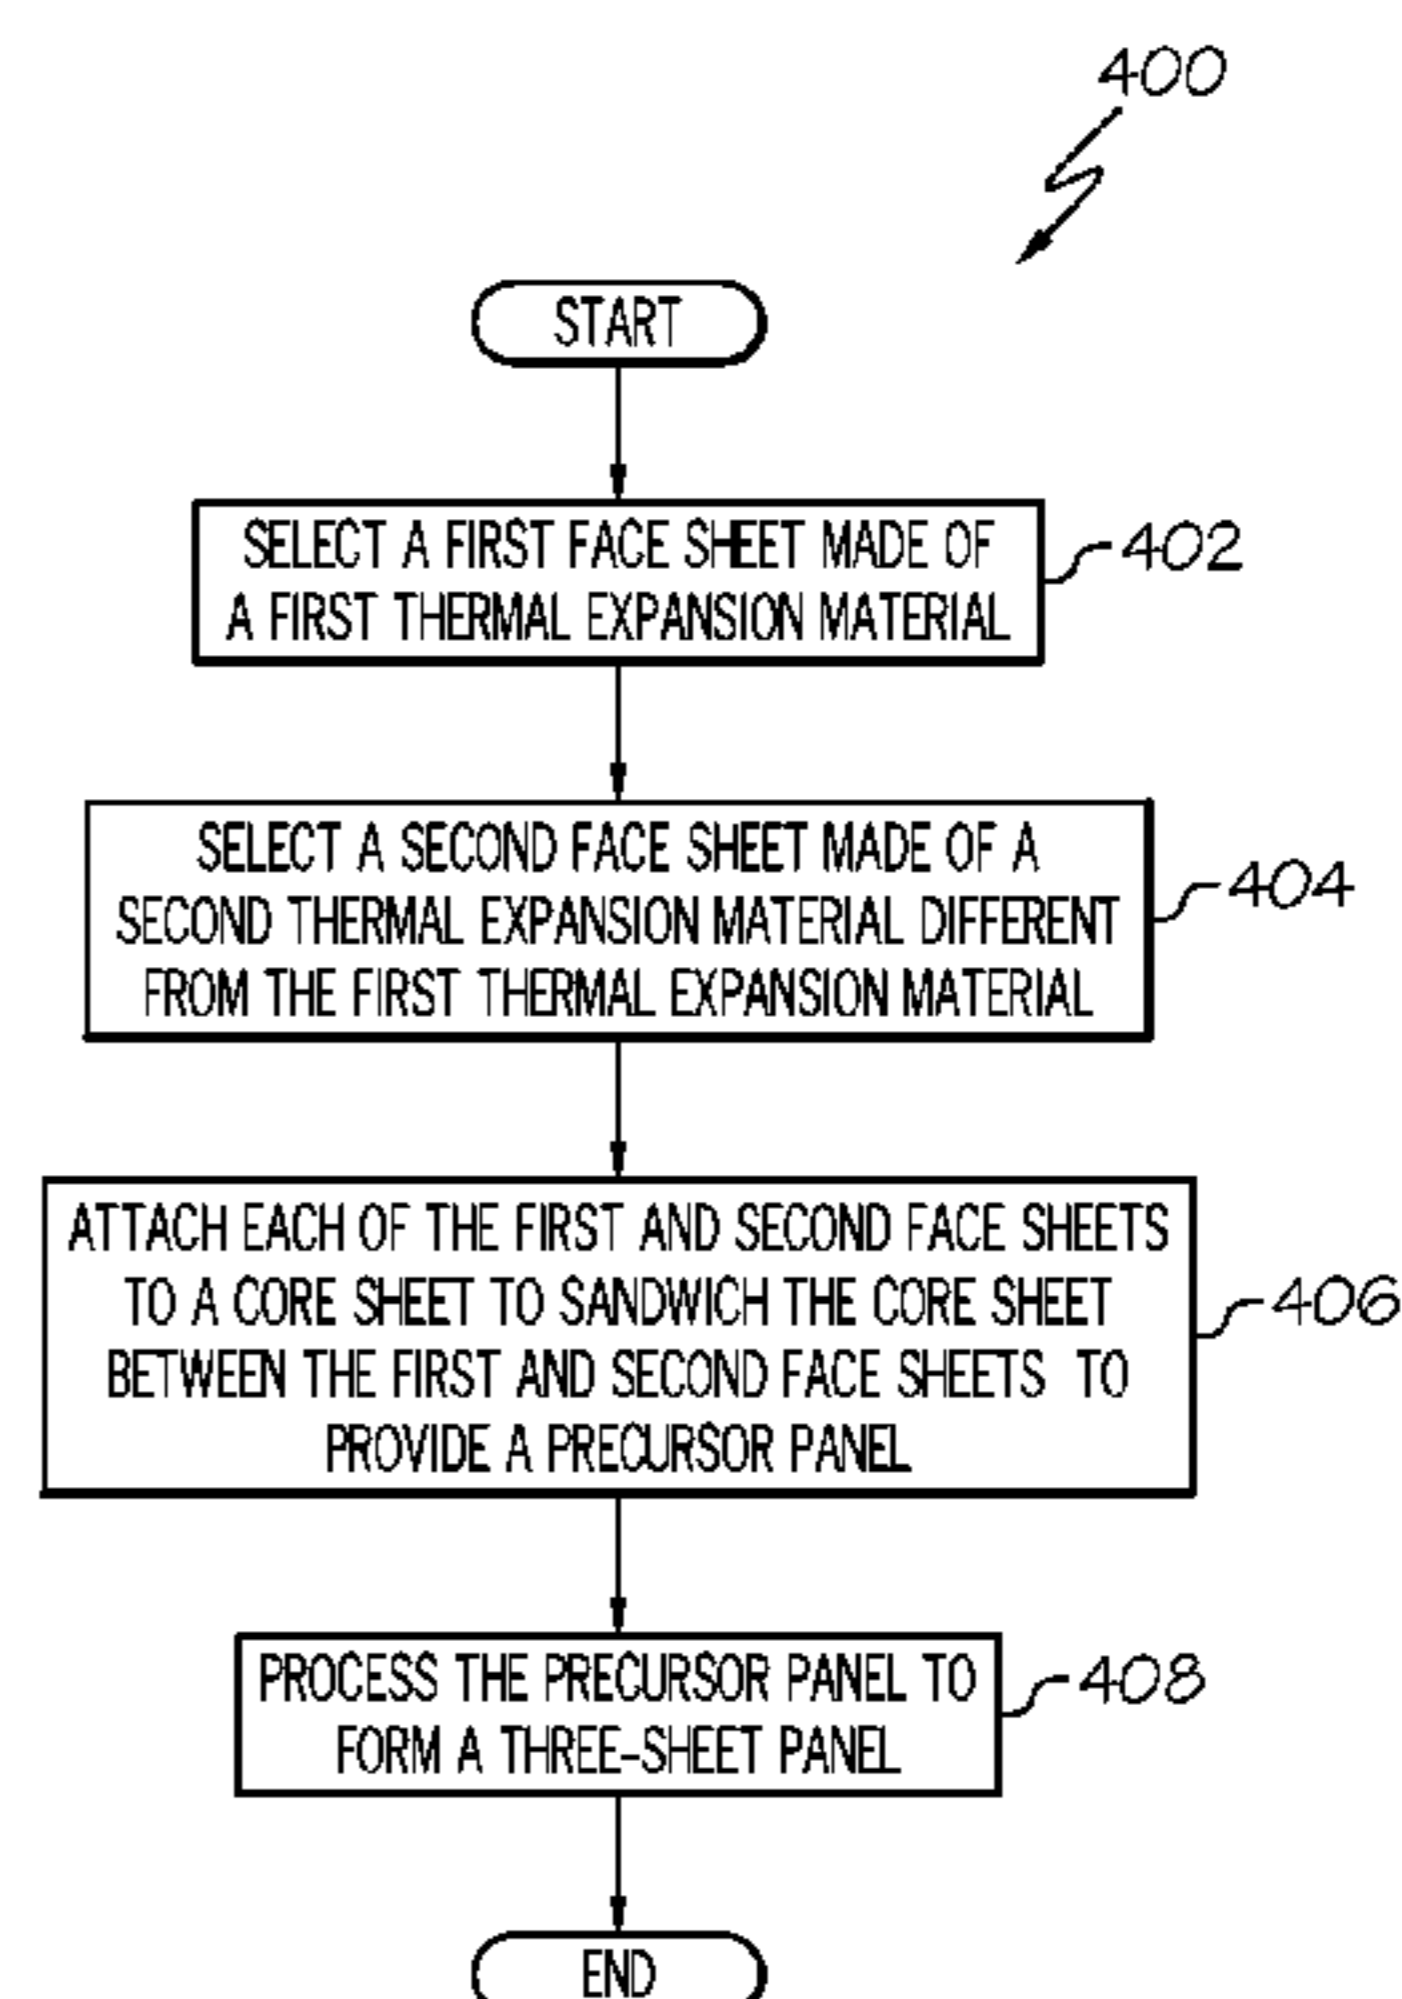 400
START
SELECT A FIRST FACE SHEET MADE OF
A FIRST THERMAL EXPANSION MATERIAL
402
SELECT A SECOND FACE SHEET MADE OF A
SECOND THERMAL EXPANSION MATERIAL DIFFERENT
FROM THE FIRST THERMAL EXPANSION MATERIAL
404
ATTACH EACH OF THE FIRST AND SECOND FACE SHEETS
TO A CORE SHEET TO SANDWICH THE CORE SHEET
BETWEEN THE FIRST AND SECOND FACE SHEETS TO
PROVIDE A PRECURSOR PANEL
406
PROCESS THE PRECURSOR PANEL TO
FORM A THREE-SHEET PANEL
408
END